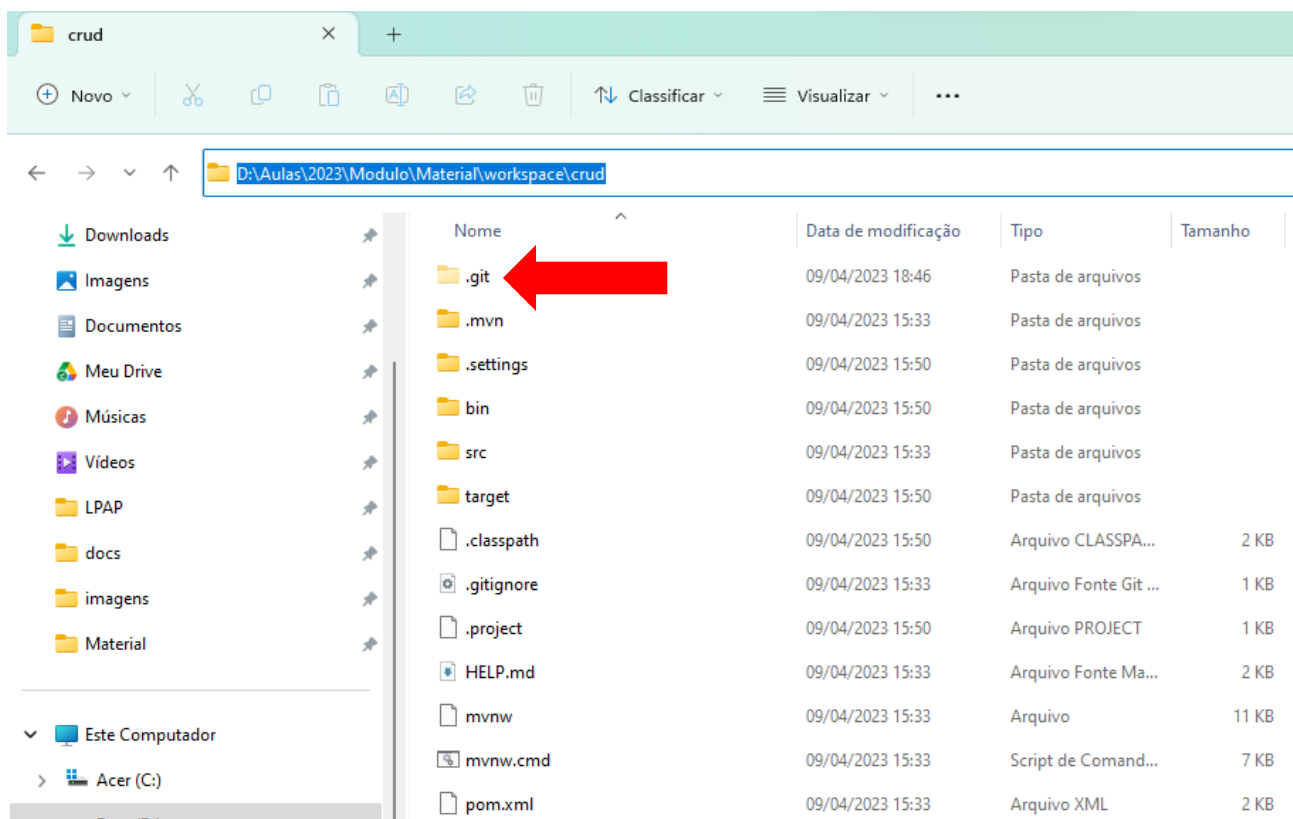 crud
Novo
Classificar
Visualizar
D:\Aulas\2023\Modulo\Material\workspace\crud
Downloads
Imagens
Documentos
Meu Drive
Músicas
Vídeos
LPAP
docs
imagens
Material
Este Computador
Acer (C:)
Nome Data de modificação Tipo Tamanho
.git 09/04/2023 18:46 Pasta de arquivos
.mvn 09/04/2023 15:33 Pasta de arquivos
.settings 09/04/2023 15:50 Pasta de arquivos
bin 09/04/2023 15:50 Pasta de arquivos
src 09/04/2023 15:33 Pasta de arquivos
target 09/04/2023 15:50 Pasta de arquivos
.classpath 09/04/2023 15:50 Arquivo CLASSPA... 2 KB
.gitignore 09/04/2023 15:33 Arquivo Fonte Git ... 1 KB
.project 09/04/2023 15:50 Arquivo PROJECT 1 KB
HELP.md 09/04/2023 15:33 Arquivo Fonte Ma... 2 KB
mvnw 09/04/2023 15:33 Arquivo 11 KB
mvnw.cmd 09/04/2023 15:33 Script de Comand... 7 KB
pom.xml 09/04/2023 15:33 Arquivo XML 2 KB